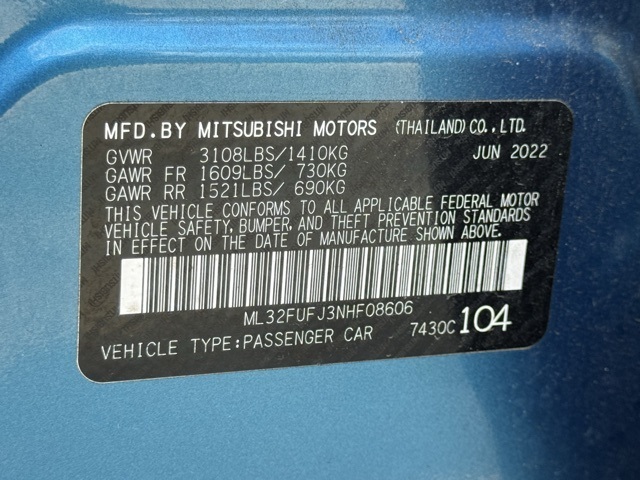 MFD.BY MITSUBISHI MOTORS (THAILAND) CO., LTD.
GVWR 3108LBS/1410KG JUN 2022
GAWR FR 1609LBS/ 730KG
GAWR RR 1521LBS/ 690KG
THIS VEHICLE CONFORMS TO ALL APPLICABLE FEDERAL MOTOR
VEHICLE SAFETY, BUMPER, AND THEFT PREVENTION STANDARDS
IN EFFECT ON THE DATE OF MANUFACTURE SHOWN ABOVE.
ML32FUFJ3NHF08606
VEHICLE TYPE:PASSENGER CAR 7430C 104